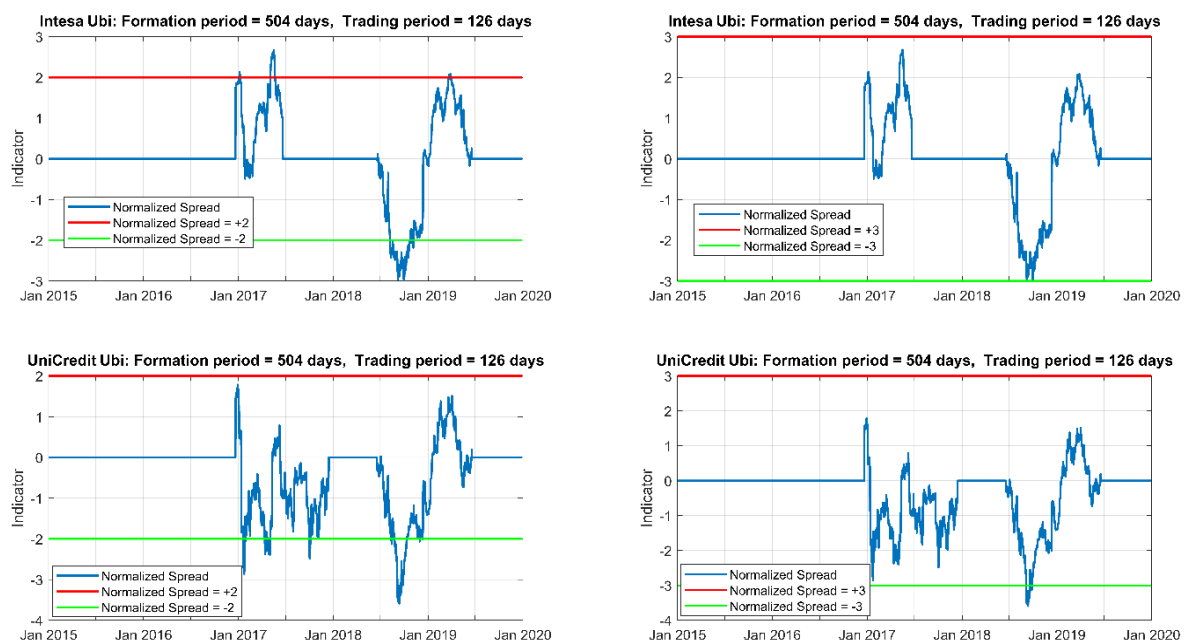 Intesa Ubi: Formation period = 504 days, Trading period = 126 days
3
2
1
0
-1
-2
-3
Indicator
Normalized Spread
Normalized Spread = +2
Normalized Spread = -2
Jan 2015 Jan 2016 Jan 2017 Jan 2018 Jan 2019 Jan 2020
Intesa Ubi: Formation period = 504 days, Trading period = 126 days
3
2
1
0
-1
-2
-3
Indicator
Normalized Spread
Normalized Spread = +3
Normalized Spread = -3
Jan 2015 Jan 2016 Jan 2017 Jan 2018 Jan 2019 Jan 2020
UniCredit Ubi: Formation period = 504 days, Trading period = 126 days
2
1
0
-1
-2
-3
-4
Indicator
Normalized Spread
Normalized Spread = +2
Normalized Spread = -2
Jan 2015 Jan 2016 Jan 2017 Jan 2018 Jan 2019 Jan 2020
UniCredit Ubi: Formation period = 504 days, Trading period = 126 days
3
2
1
0
-1
-2
-3
-4
Indicator
Normalized Spread
Normalized Spread = +3
Normalized Spread = -3
Jan 2015 Jan 2016 Jan 2017 Jan 2018 Jan 2019 Jan 2020